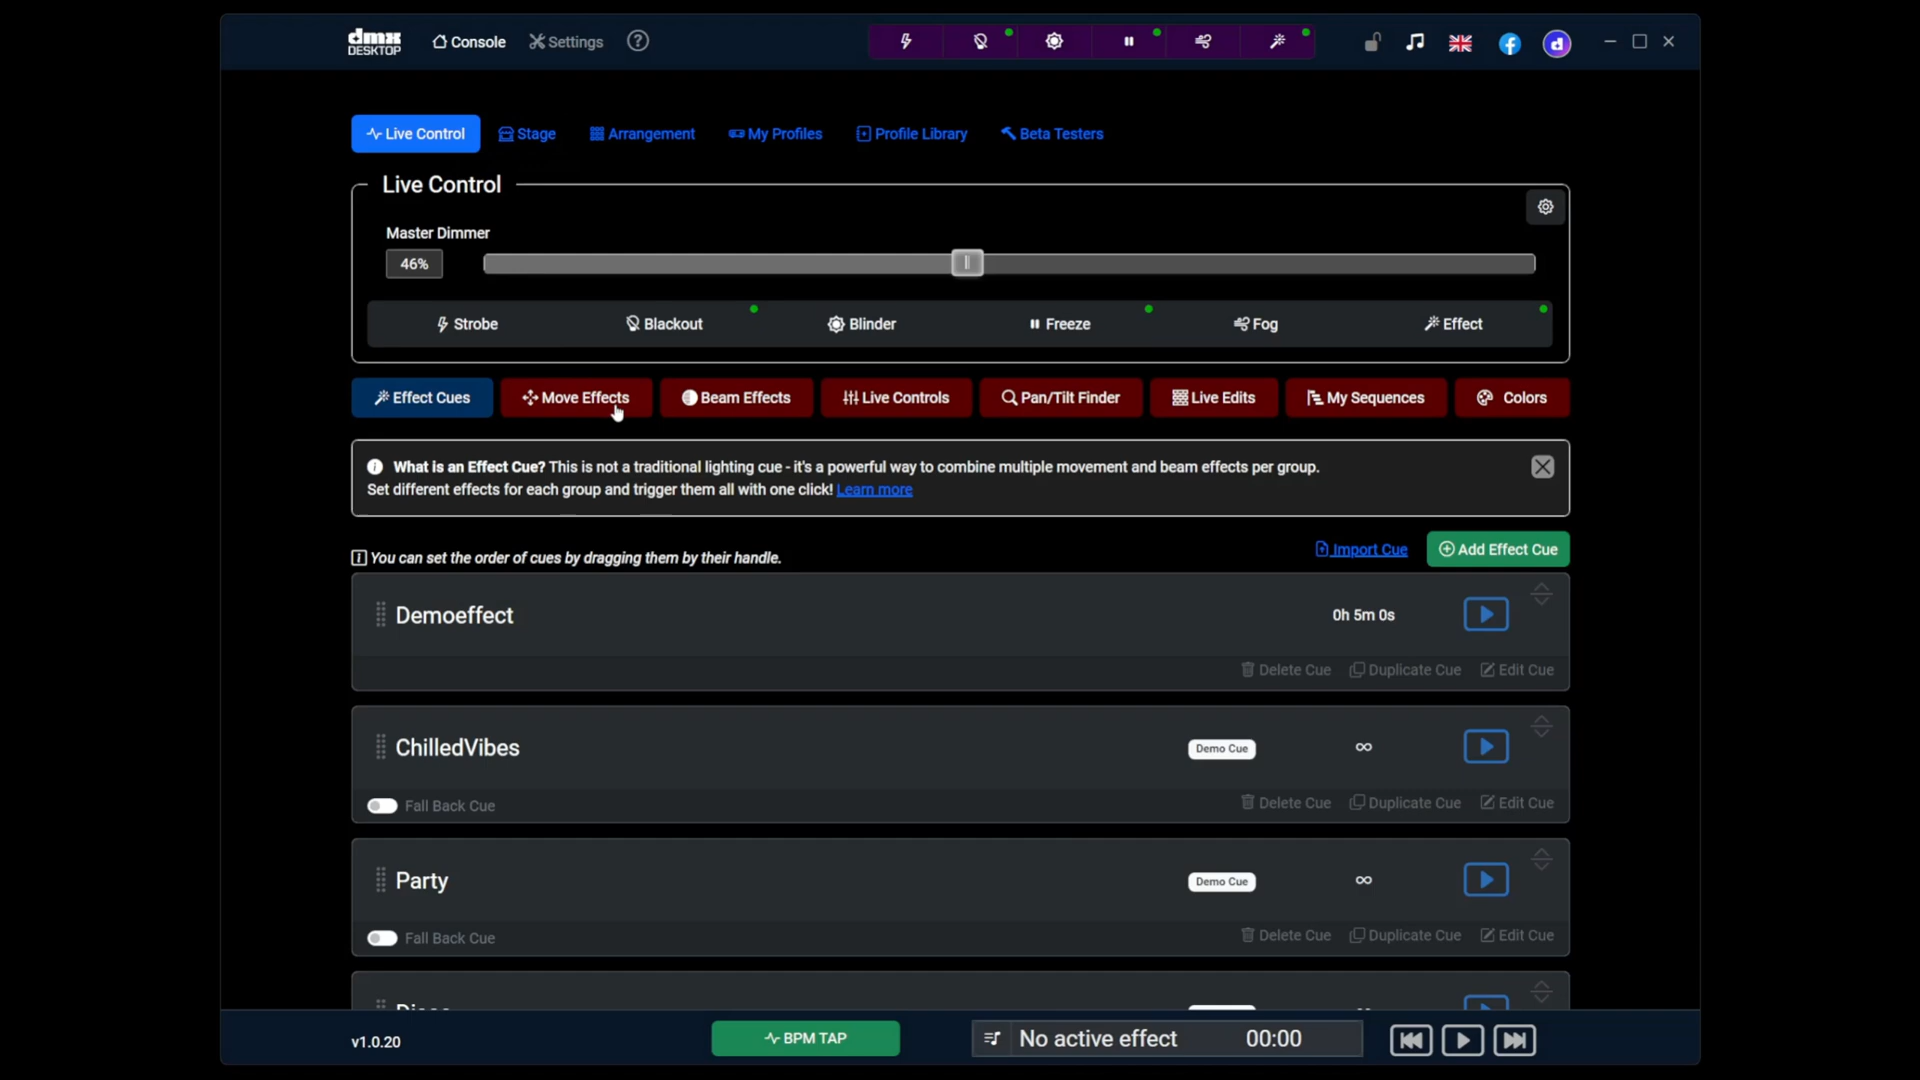 dmx
DESKTOP
Console
Settings
Live Control
Stage
Arrangement
My Profiles
Profile Library
Beta Testers
Live Control
Master Dimmer
46%
Strobe
Blackout
Blinder
Freeze
Fog
Effect
Effect Cues
Move Effects
Beam Effects
Live Controls
Pan/Tilt Finder
Live Edits
My Sequences
Colors
What is an Effect Cue? This is not a traditional lighting cue - it's a powerful way to combine multiple movement and beam effects per group.
Set different effects for each group and trigger them all with one click! Learn more
You can set the order of cues by dragging them by their handle.
Import Cue
Add Effect Cue
Demoeffect
0h 5m 0s
Delete Cue
Duplicate Cue
Edit Cue
ChilledVibes
Demo Cue
∞
Fall Back Cue
Delete Cue
Duplicate Cue
Edit Cue
Party
Demo Cue
∞
Fall Back Cue
Delete Cue
Duplicate Cue
Edit Cue
v1.0.20
BPM TAP
No active effect
00:00